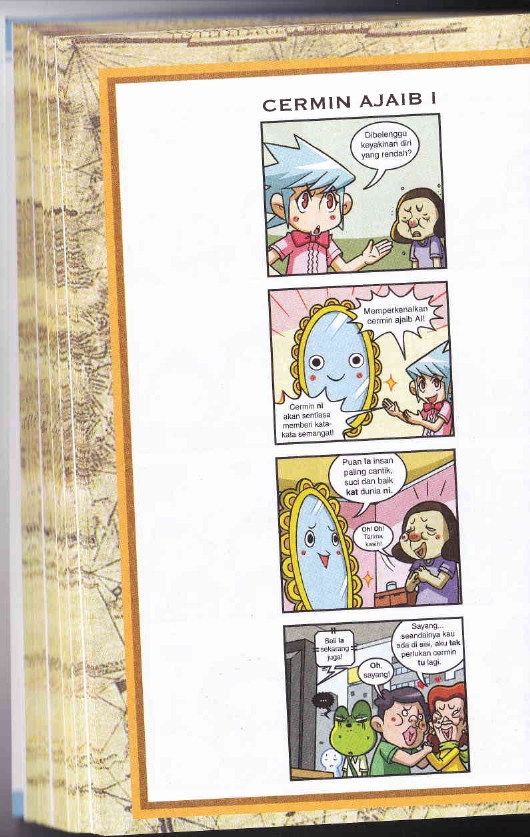 CERMIN AJAIB I
Dibelenggu
keyakinan diri
yang rendah?
Memperkenalkan
cermin ajaib AI!
Cermin ni
akan sentiasa
memberi kata-
kata semangat!
Puan la insan
paling cantik,
suci dan baik
kat dunia ni.
Oh! Oh!
Terima
kasih!
Beli la
sekarang
juga!
...
Oh,
sayang!
Sayang...
seandainya kau
ada di sisi, aku tak
perlukan cermin
tu lagi.